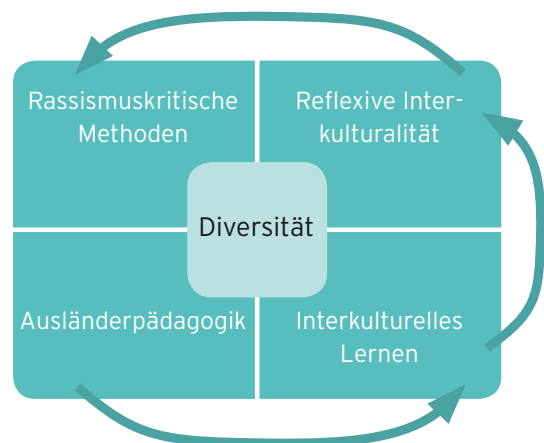 Rassismuskritische
Methoden
Reflexive Inter-
kulturalität
Diversität
Ausländerpädagogik
Interkulturelles
Lernen